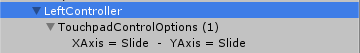 LeftController
TouchpadControlOptions (1)
XAxis = Slide - YAxis = Slide